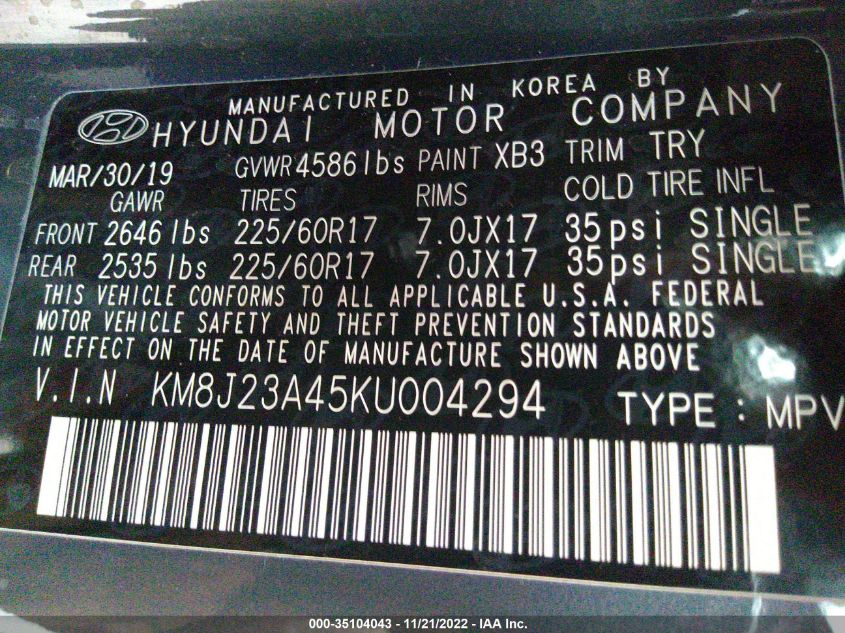 MANUFACTURED IN KOREA BY
HYUNDAI MOTOR COMPANY
MAR/30/19 GVWR 4586 lbs PAINT XB3 TRIM TRY
GAWR TIRES RIMS COLD TIRE INFL
FRONT 2646 lbs 225/60R17 7.0JX17 35psi SINGLE
REAR 2535 lbs 225/60R17 7.0JX17 35psi SINGLE
THIS VEHICLE CONFORMS TO ALL APPLICABLE U.S.A. FEDERAL
MOTOR VEHICLE SAFETY AND THEFT PREVENTION STANDARDS
IN EFFECT ON THE DATE OF MANUFACTURE SHOWN ABOVE
V.I.N KM8J23A45KU004294 TYPE : MPV
000-35104043 - 11/21/2022 - IAA Inc.